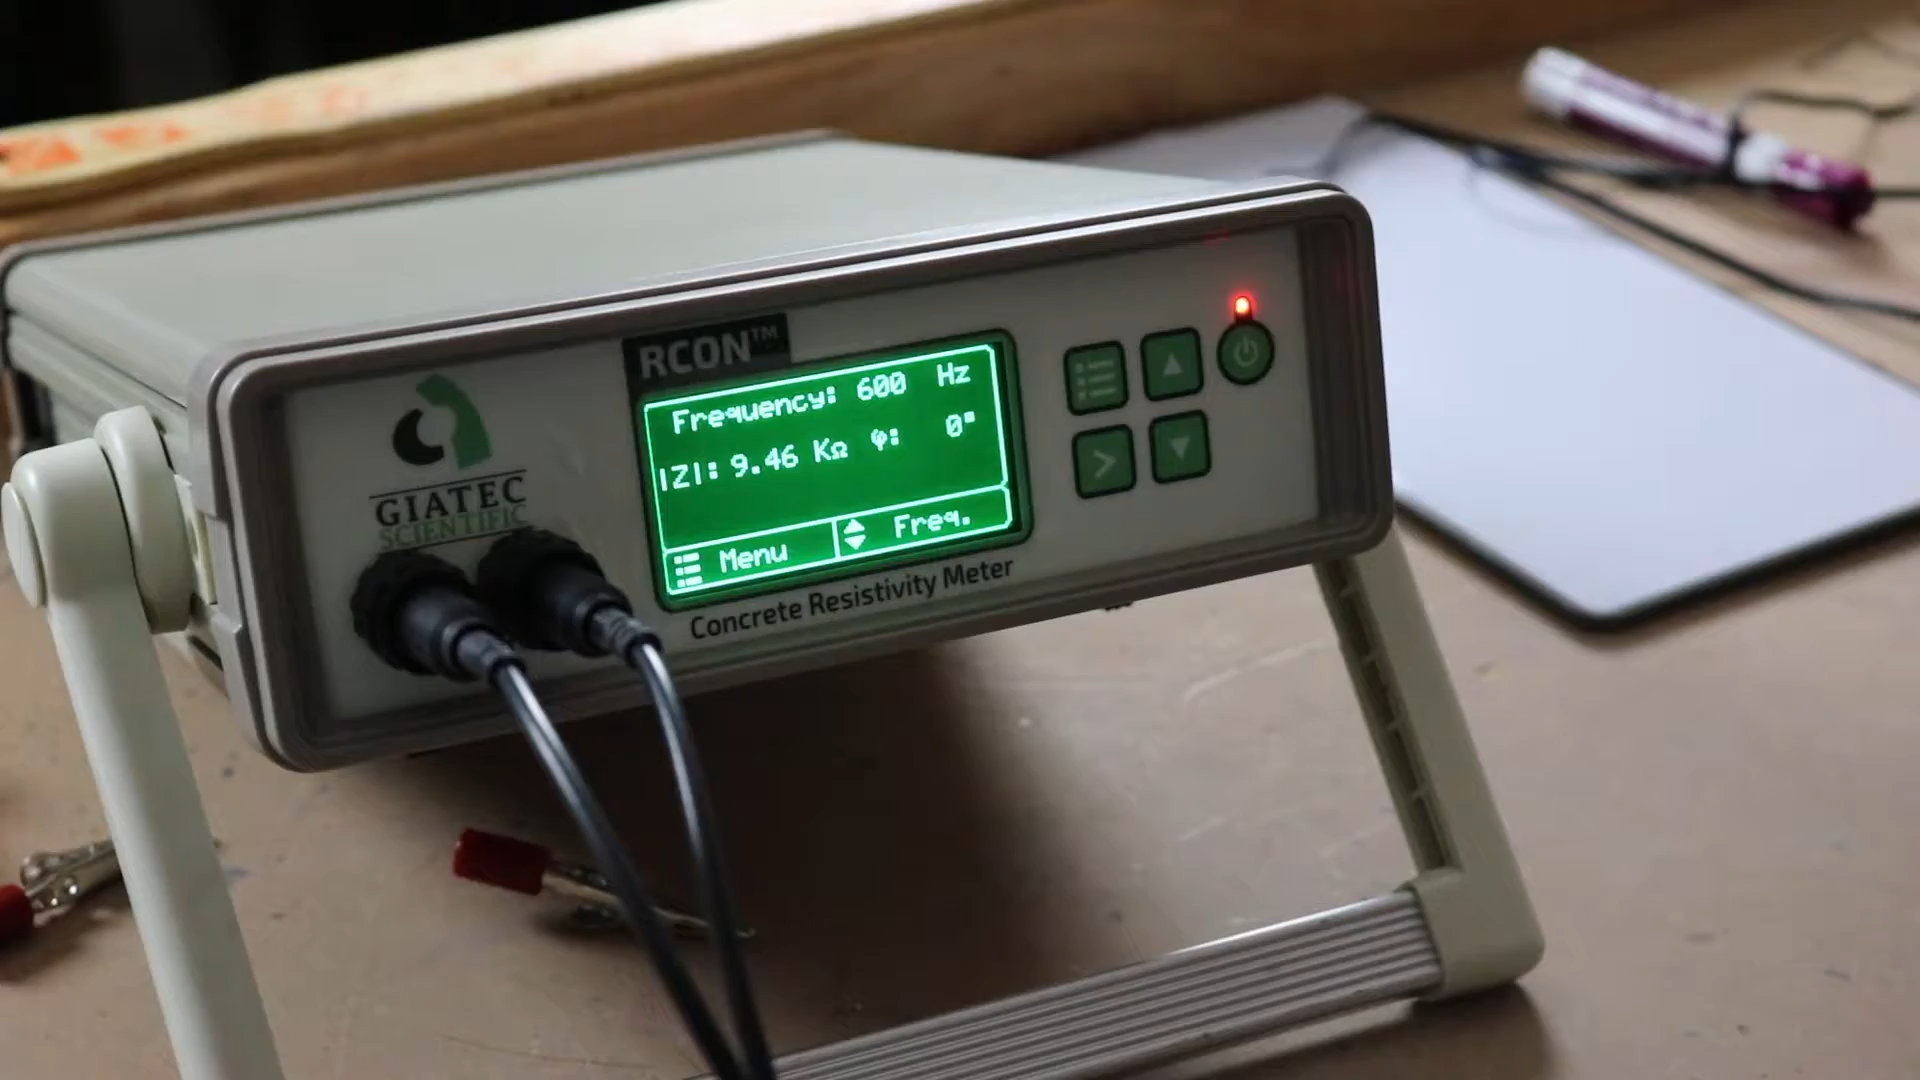 RCON™
Frequency: 600 Hz
|Z|: 9.46 KΩ φ: 0°
Menu Freq.
Concrete Resistivity Meter
GIATEC
SCIENTIFIC